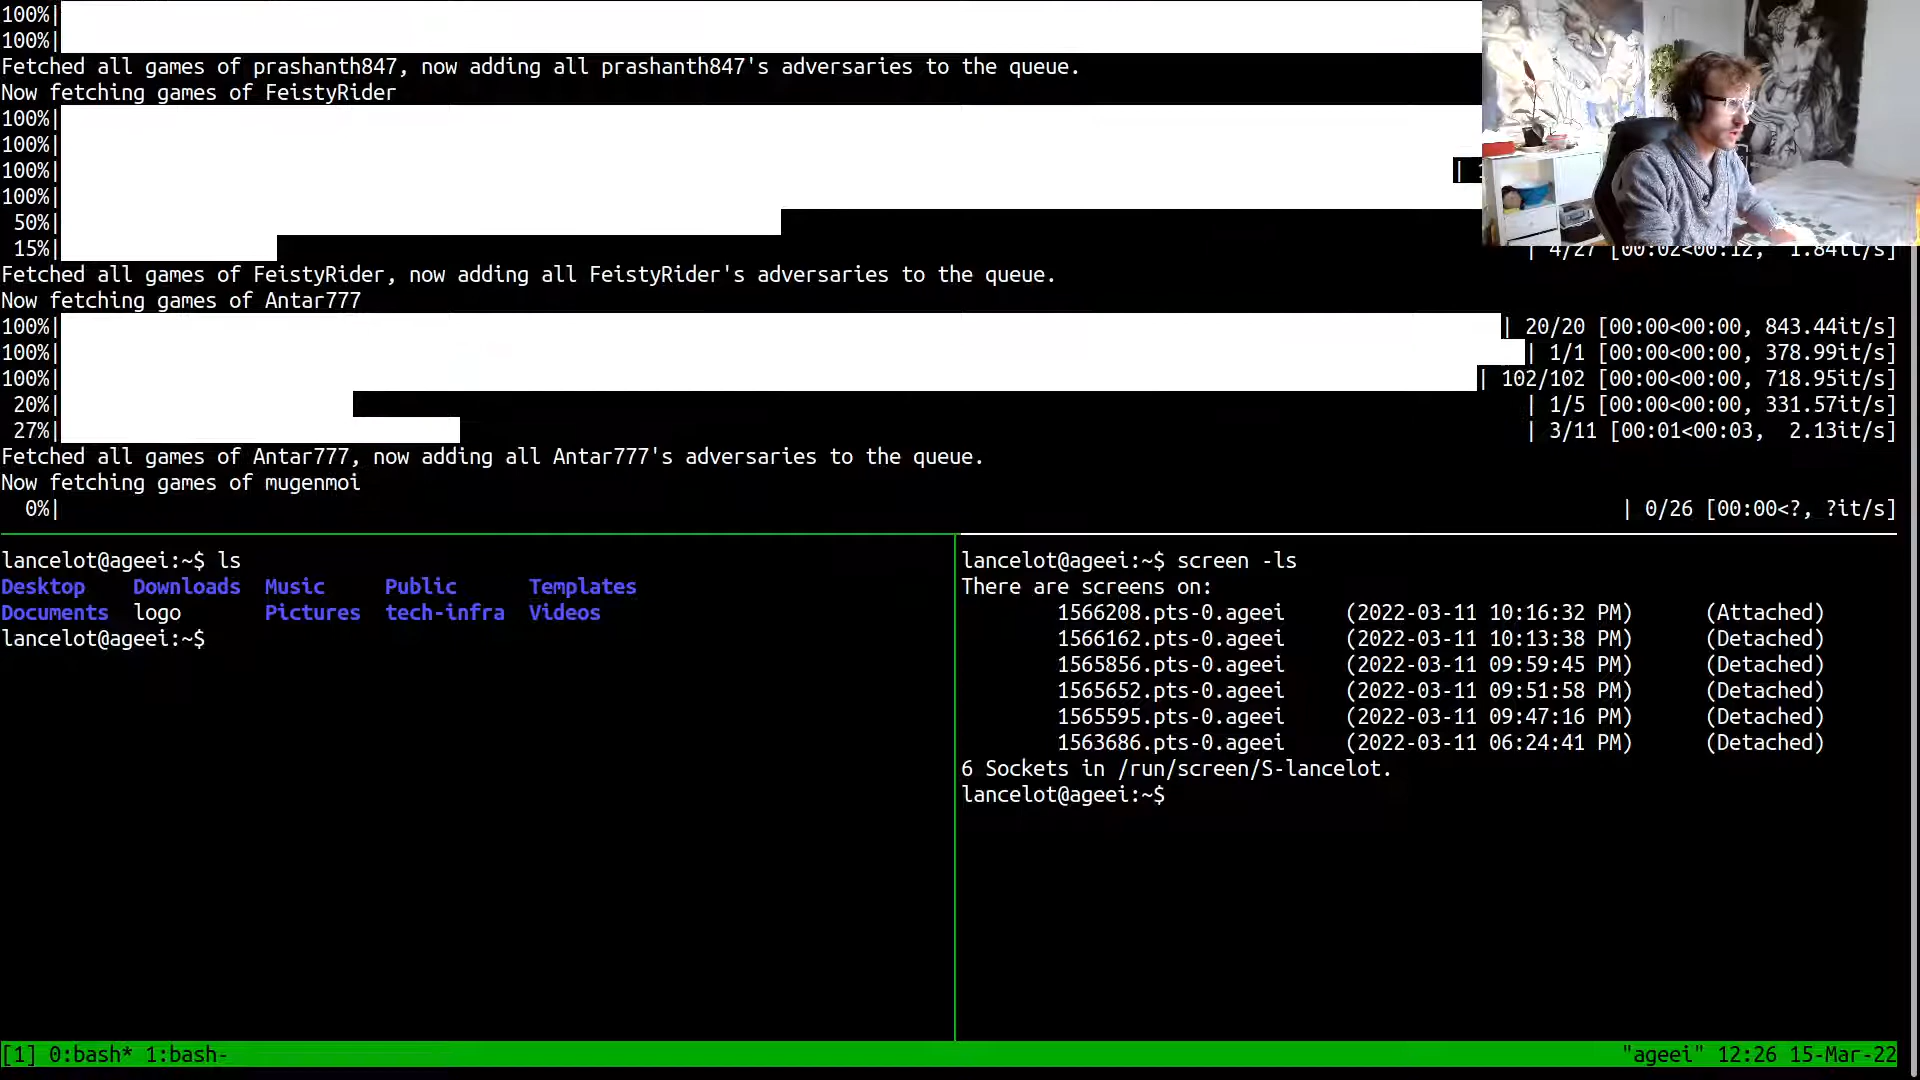 100%|
100%|
Fetched all games of prashanth847, now adding all prashanth847's adversaries to the queue.
Now fetching games of FeistyRider
100%|
100%|
100%| |
100%|
50%|
15%| | 4/27 [00:02<00:12, 1.84it/s]
Fetched all games of FeistyRider, now adding all FeistyRider's adversaries to the queue.
Now fetching games of Antar777
100%| | 20/20 [00:00<00:00, 843.44it/s]
100%| | 1/1 [00:00<00:00, 378.99it/s]
100%| | 102/102 [00:00<00:00, 718.95it/s]
20%| | 1/5 [00:00<00:00, 331.57it/s]
27%| | 3/11 [00:01<00:03, 2.13it/s]
Fetched all games of Antar777, now adding all Antar777's adversaries to the queue.
Now fetching games of mugenmoi
0%| | 0/26 [00:00<?, ?it/s]
lancelot@ageei:~$ ls
Desktop Downloads Music Public Templates
Documents logo Pictures tech-infra Videos
lancelot@ageei:~$
lancelot@ageei:~$ screen -ls
There are screens on:
1566208.pts-0.ageei (2022-03-11 10:16:32 PM) (Attached)
1566162.pts-0.ageei (2022-03-11 10:13:38 PM) (Detached)
1565856.pts-0.ageei (2022-03-11 09:59:45 PM) (Detached)
1565652.pts-0.ageei (2022-03-11 09:51:58 PM) (Detached)
1565595.pts-0.ageei (2022-03-11 09:47:16 PM) (Detached)
1563686.pts-0.ageei (2022-03-11 06:24:41 PM) (Detached)
6 Sockets in /run/screen/S-lancelot.
lancelot@ageei:~$
[1] 0:bash* 1:bash- "ageei" 12:26 15-Mar-22